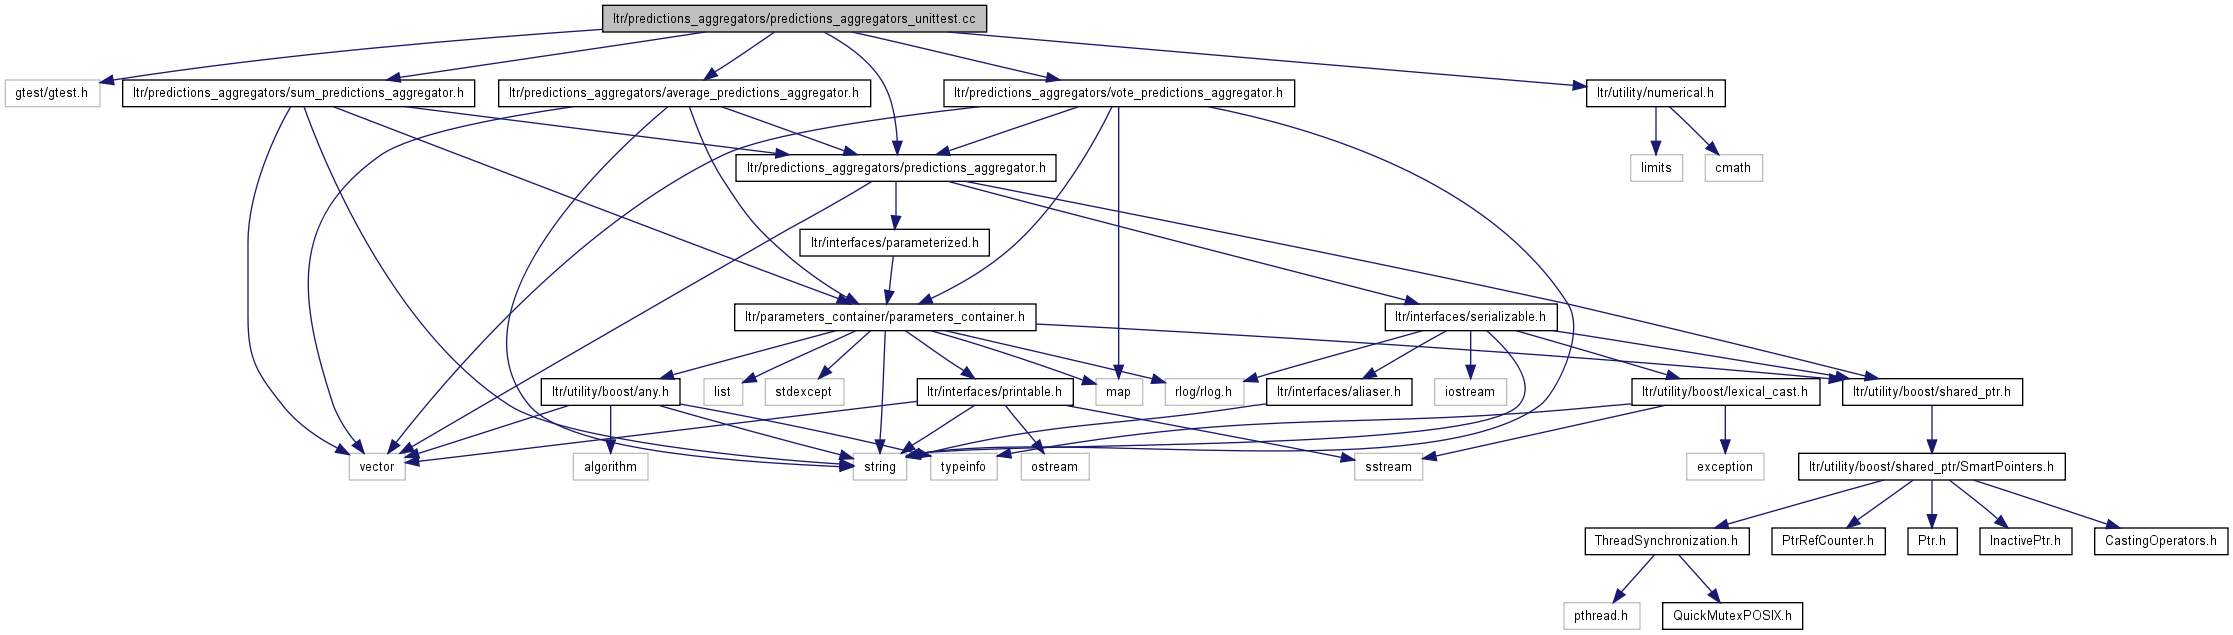 ltr/predictions_aggregators/predictions_aggregators_unittest.cc
gtest/gtest.h
ltr/predictions_aggregators/sum_predictions_aggregator.h
ltr/predictions_aggregators/average_predictions_aggregator.h
ltr/predictions_aggregators/vote_predictions_aggregator.h
ltr/utility/numerical.h
ltr/predictions_aggregators/predictions_aggregator.h
limits
cmath
ltr/interfaces/parameterized.h
ltr/parameters_container/parameters_container.h
ltr/interfaces/serializable.h
ltr/utility/boost/any.h
list
stdexcept
ltr/interfaces/printable.h
map
rlog/rlog.h
ltr/interfaces/aliaser.h
iostream
ltr/utility/boost/lexical_cast.h
ltr/utility/boost/shared_ptr.h
vector
algorithm
string
typeinfo
ostream
sstream
exception
ltr/utility/boost/shared_ptr/SmartPointers.h
ThreadSynchronization.h
PtrRefCounter.h
Ptr.h
InactivePtr.h
CastingOperators.h
pthread.h
QuickMutexPOSIX.h